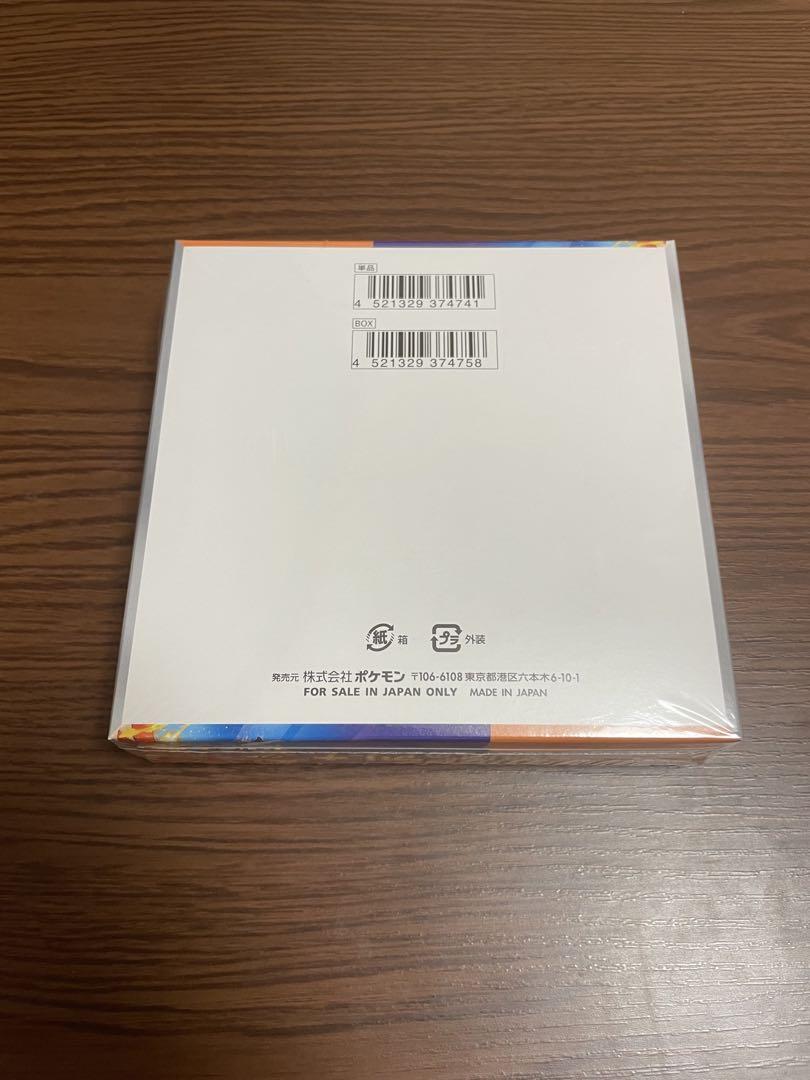 単品
4 521329 374741
BOX
4 521329 374758
紙 箱 プラ 外装
発売元 株式会社 ポケモン 〒106-6108 東京都港区六本木6-10-1
FOR SALE IN JAPAN ONLY MADE IN JAPAN